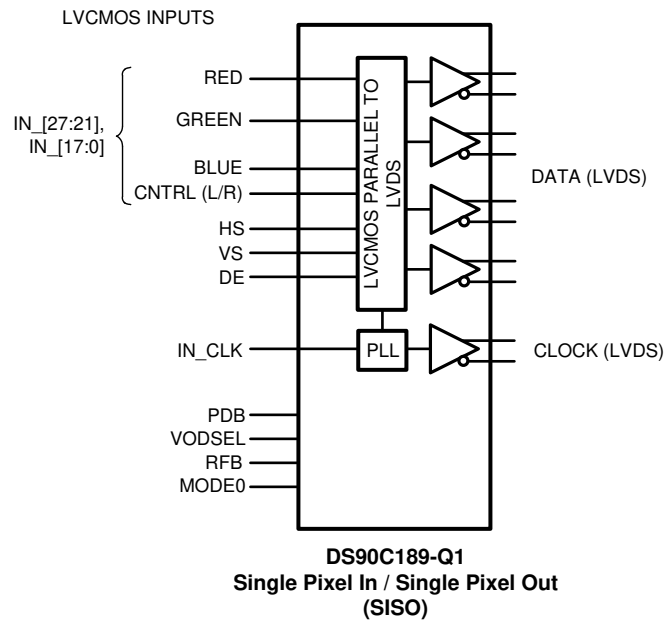 LVCMOS INPUTS
RED
GREEN
IN_[27:21],
IN_[17:0]
BLUE
CNTRL (L/R)
HS
VS
DE
IN_CLK
PDB
VODSEL
RFB
MODE0
LVCMOS PARALLEL TO
LVDS
PLL
DATA (LVDS)
CLOCK (LVDS)
DS90C189-Q1
Single Pixel In / Single Pixel Out
(SISO)